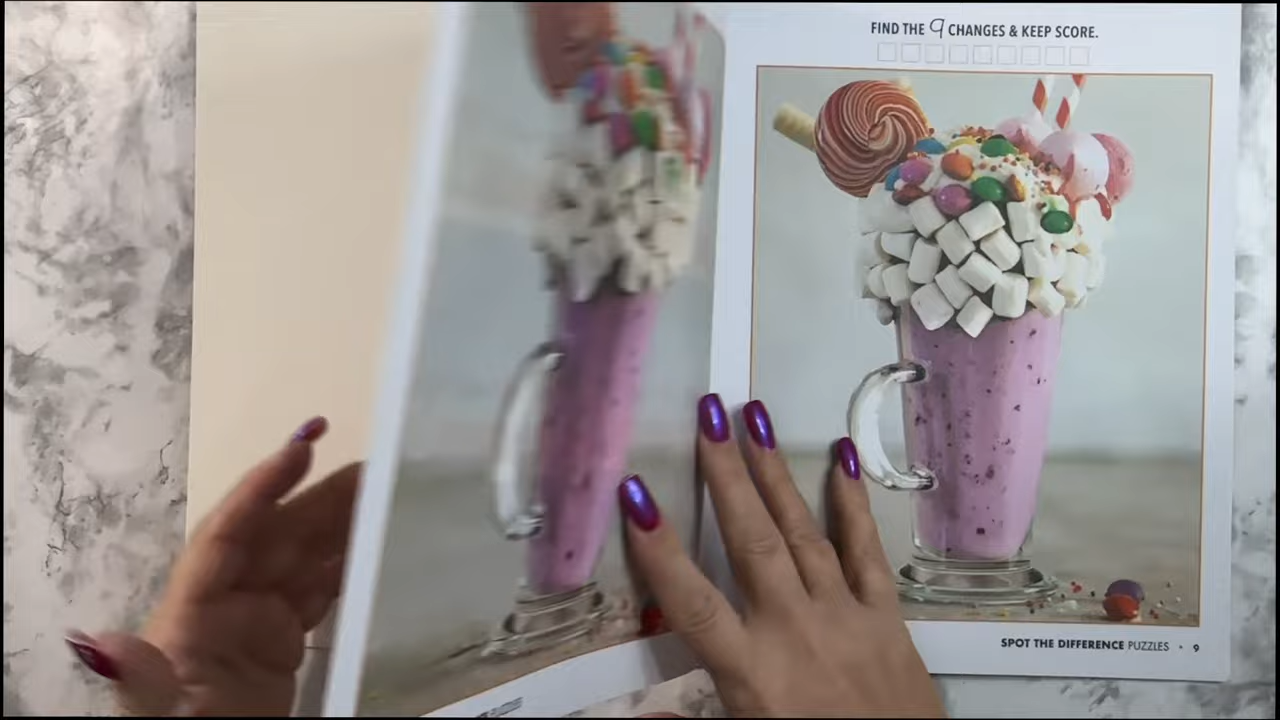 FIND THE 9 CHANGES & KEEP SCORE.
SPOT THE DIFFERENCE PUZZLES • 9